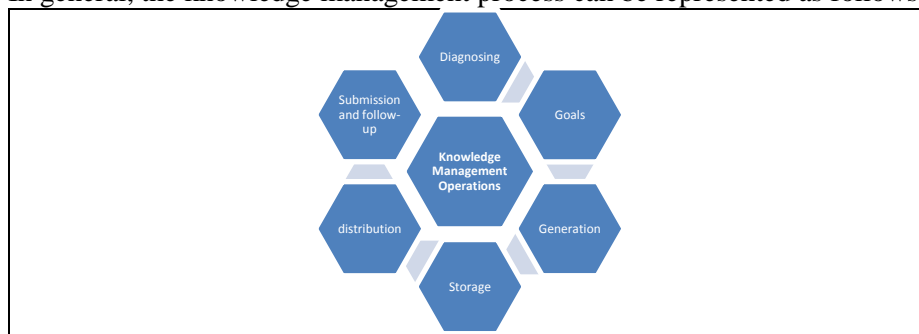 In general, the knowledge management process can be represented as follows
Diagnosing
Goals
Generation
Storage
distribution
Submission
and follow-
up
Knowledge
Management
Operations